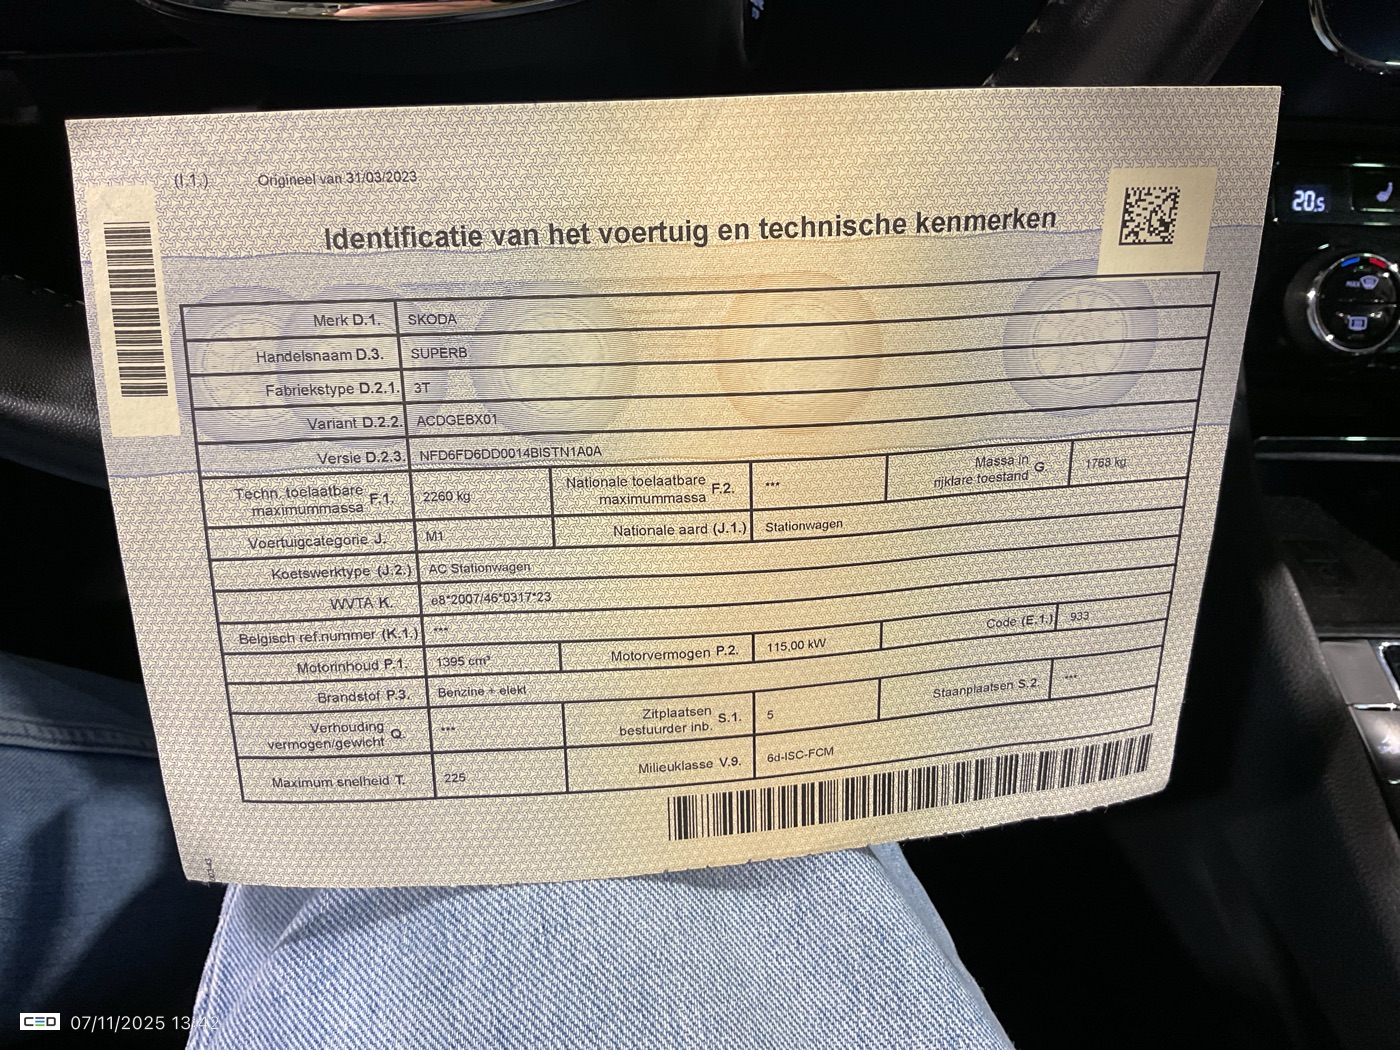 (I.1.) Origineel van 31/03/2023
Identificatie van het voertuig en technische kenmerken
Merk D.1. SKODA
Handelsnaam D.3. SUPERB
Fabriekstype D.2.1. 3T
Variant D.2.2. ACDGEBX01
Versie D.2.3. NFD6FD6DD0014BISTN1A0A
Techn. toelaatbare maximummassa F.1. 2260 kg Nationale toelaatbare maximummassa F.2. *** Massa in rijklare toestand G. 1768 kg
Voertuigcategorie J. M1 Nationale aard (J.1.) Stationwagen
Koetswerktype (J.2.) AC Stationwagen
WVTA K. e8*2007/46*0317*23
Belgisch ref.nummer (K.1.) ***
Motorinhoud P.1. 1395 cm³ Motorvermogen P.2. 115,00 kW Code (E.1.) 933
Brandstof P.3. Benzine + elekt
Verhouding vermogen/gewicht Q. *** Zitplaatsen bestuurder inb. S.1. 5 Staanplaatsen S.2. ***
Maximum snelheid T. 225 Milieuklasse V.9. 6d-ISC-FCM
20.5
MAX
CED 07/11/2025 13:42